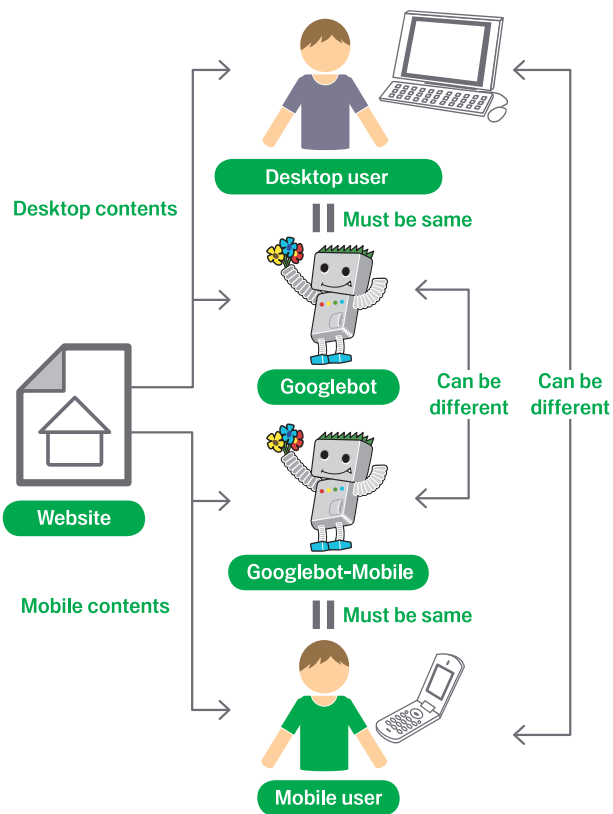 Desktop user
Desktop contents
Must be same
Googlebot
Can be
different
Can be
different
Website
Googlebot-Mobile
Mobile contents
Must be same
Mobile user